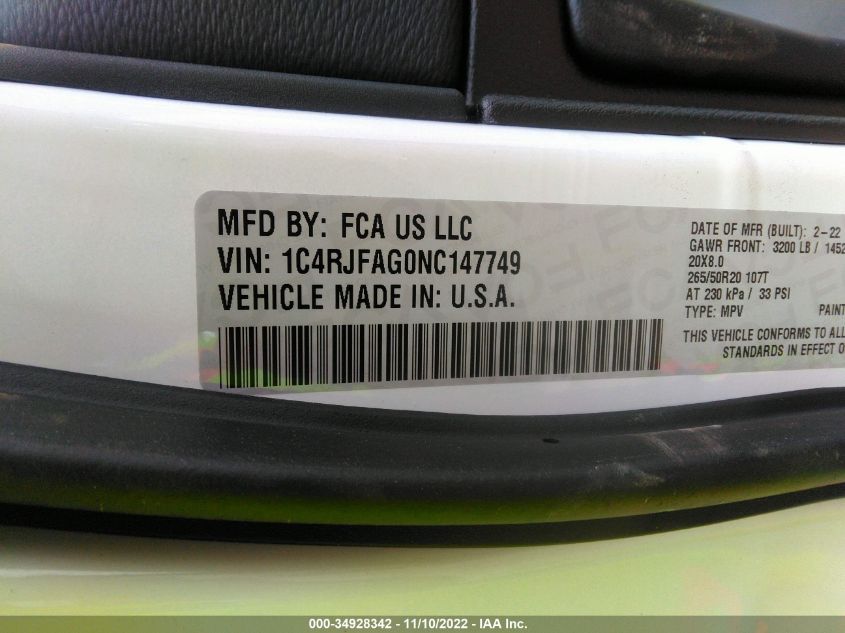 MFD BY: FCA US LLC
VIN: 1C4RJFAG0NC147749
VEHICLE MADE IN: U.S.A.
DATE OF MFR (BUILT): 2-22
GAWR FRONT: 3200 LB / 1452
20X8.0
265/50R20 107T
AT 230 kPa / 33 PSI
TYPE: MPV PAINT
THIS VEHICLE CONFORMS TO ALL
STANDARDS IN EFFECT O
000-34928342 - 11/10/2022 - IAA Inc.